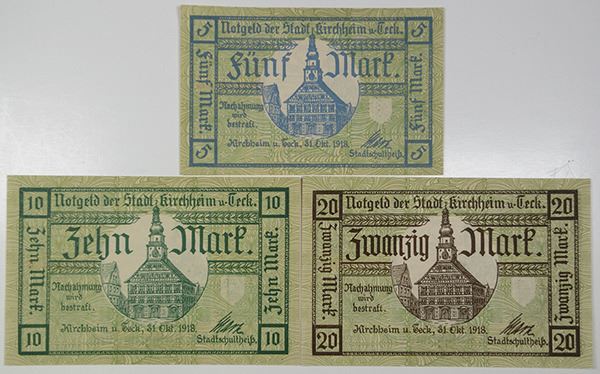 5 Notgeld der Stadt Kirchheim u. Teck. 5
Fünf Mark.
Fünf Mark.
Fünf Mark.
Nachahmung
wird
bestraft.
Kirchheim u. Teck, 31. Okt. 1918.
Stadtschultheiß.
5 5
10 Notgeld der Stadt Kirchheim u. Teck. 10
Zehn Mark.
Zehn Mark.
Zehn Mark.
Nachahmung
wird
bestraft.
Kirchheim u. Teck, 31. Okt. 1918.
Stadtschultheiß.
10 10
20 Notgeld der Stadt Kirchheim u. Teck. 20
Zwanzig Mark.
Zwanzig Mark.
Zwanzig Mark.
Nachahmung
wird
bestraft.
Kirchheim u. Teck, 31. Okt. 1918.
Stadtschultheiß.
20 20